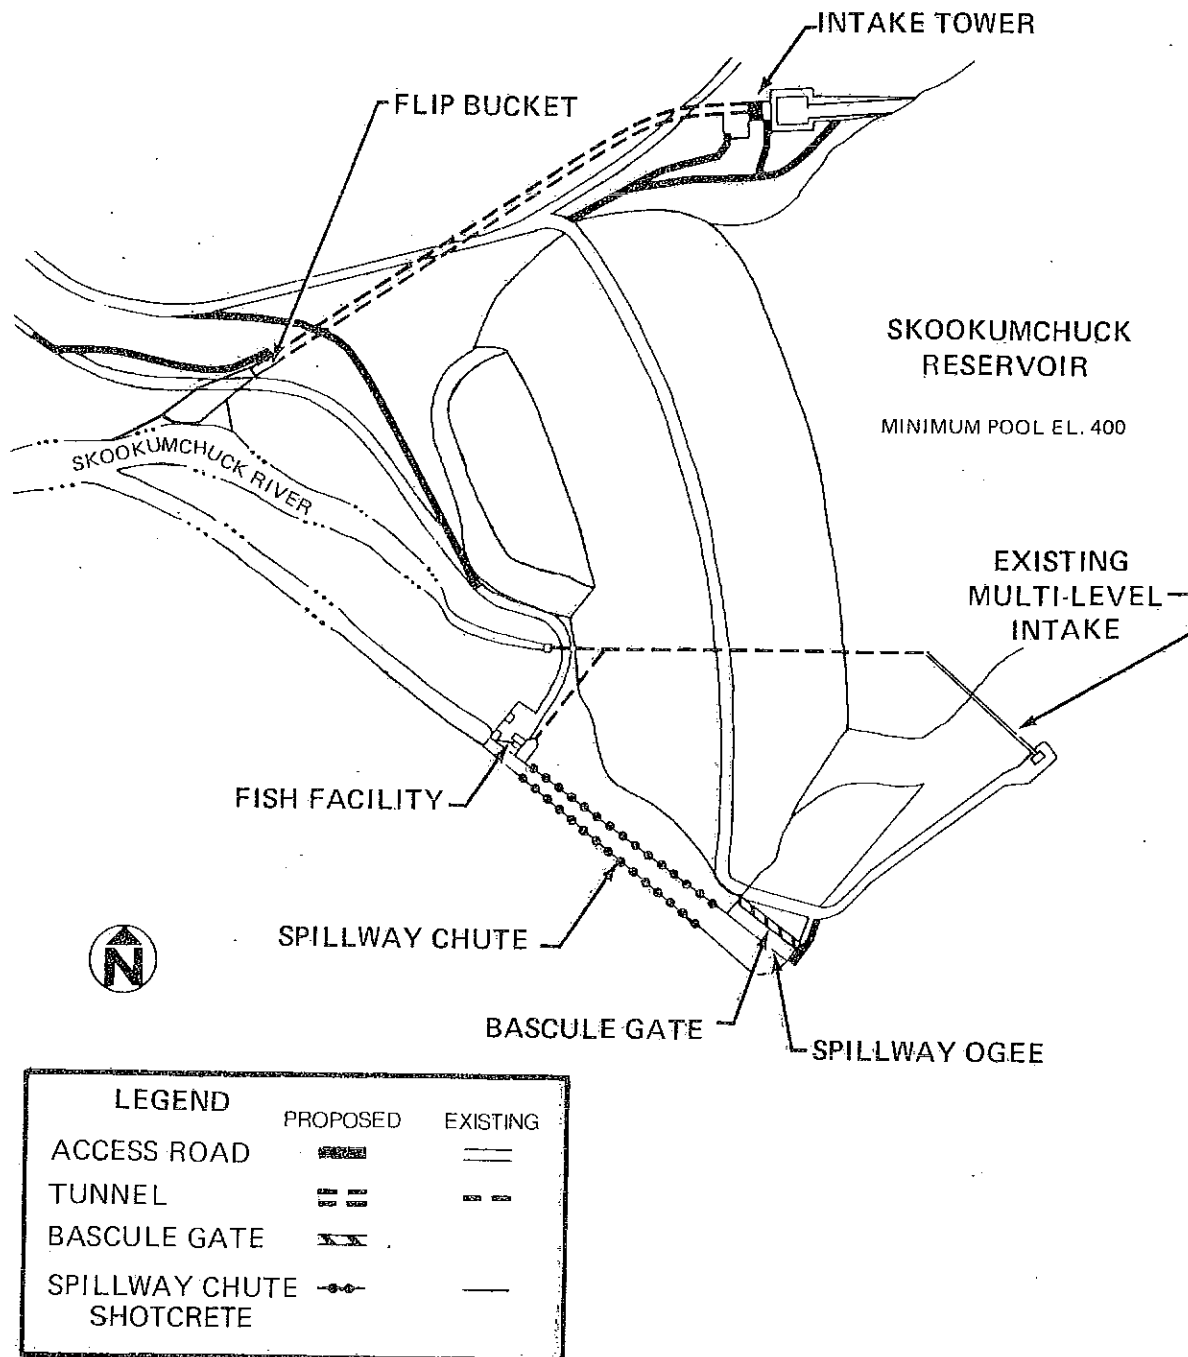 INTAKE TOWER
FLIP BUCKET
SKOOKUMCHUCK
RESERVOIR
MINIMUM POOL EL. 400
SKOOKUMCHUCK RIVER
EXISTING
MULTI-LEVEL
INTAKE
FISH FACILITY
SPILLWAY CHUTE
N
BASCULE GATE
SPILLWAY OGEE
LEGEND
PROPOSED EXISTING
ACCESS ROAD
TUNNEL
BASCULE GATE
SPILLWAY CHUTE
SHOTCRETE